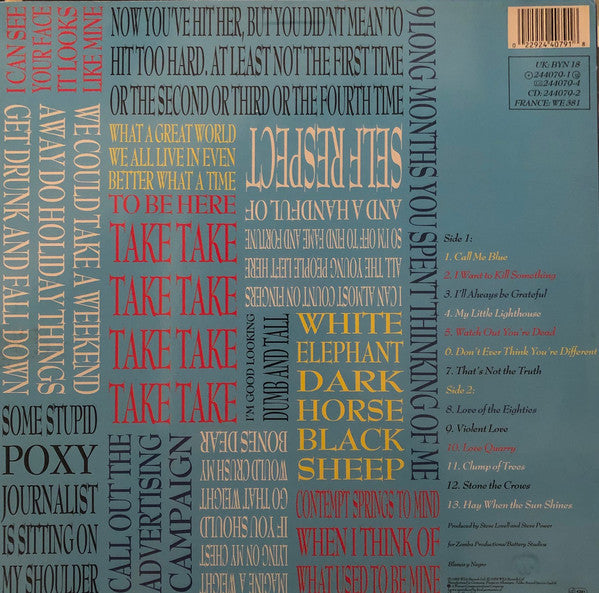 I CAN SEE
YOUR FACE
IT LOOKS
LIKE MINE
NOW YOU'VE HIT HER, BUT YOU DID'NT MEAN TO
HIT TOO HARD. AT LEAST NOT THE FIRST TIME
OR THE SECOND OR THIRD OR THE FOURTH TIME
9 LONG MONTHS YOU SPENT THINKING OF ME
0 22924 40791 8
UK: BYN 18
244079-1
244079-4
CD: 244079-2
FRANCE: WE 381
WE COULD TAKE A WEEKEND
AWAY DO HOLIDAY THINGS
GET DRUNK AND FALL DOWN
WHAT A GREAT WORLD
WE ALL LIVE IN EVEN
BETTER WHAT A TIME
TO BE HERE
TAKE TAKE
TAKE TAKE
TAKE TAKE
TAKE TAKE
I CAN ALMOST COUNT ON FINGERS
ALL THE YOUNG PEOPLE LEFT HERE
SO I'M OFF TO FIND FAME AND FORTUNE
AND A HANDFUL OF
SELF RESPECT
I'M GOOD LOOKING
DUMB AND TALL
WHITE
ELEPHANT
DARK
HORSE
BLACK
SHEEP
SOME STUPID
POXY
JOURNALIST
IS SITTING ON
MY SHOULDER
CALL OUT THE
ADVERTISING
CAMPAIGN
IMAGINE A WEIGHT
LYING ON MY CHEST
IF YOU SHOULD
GO THAT WEIGHT
WOULD CRUSH MY
BONES DEAR
CONTEMPT SPRINGS TO MIND
WHEN I THINK OF
WHAT USED TO BE MINE
Side 1:
1. Call Me Blue
2. I Want to Kill Something
3. I'll Always be Grateful
4. My Little Lighthouse
5. Watch Out You're Dead
6. Don't Ever Think You're Different
7. That's Not the Truth
Side 2:
8. Love of the Eighties
9. Violent Love
10. Love Quarry
11. Clump of Trees
12. Stone the Crows
13. Hay When the Sun Shines
Produced by Steve Lovell and Steve Power
for Zomba Productions/Battery Studios
Blanco y Negro